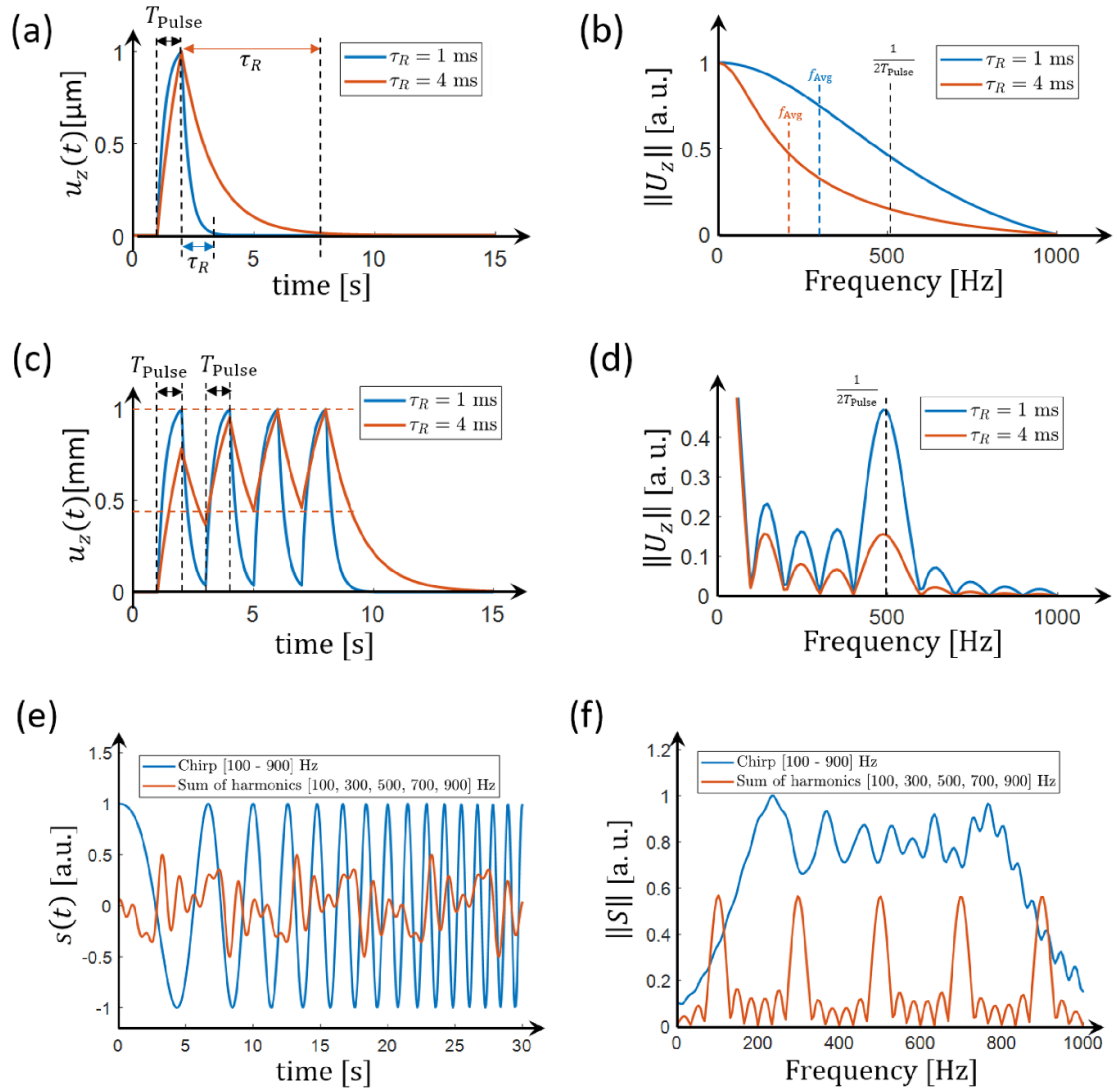 (a)
T_Pulse
τ_R
τ_R = 1 ms
τ_R = 4 ms
u_z(t)[μm]
1
0.5
0
τ_R
0 5 10 15
time [s]
(b)
1/(2T_Pulse)
f_Avg
f_Avg
τ_R = 1 ms
τ_R = 4 ms
||U_z|| [a. u.]
1
0.5
0
0 500 1000
Frequency [Hz]
(c)
T_Pulse T_Pulse
τ_R = 1 ms
τ_R = 4 ms
u_z(t)[mm]
1
0.5
0
0 5 10 15
time [s]
(d)
1/(2T_Pulse)
τ_R = 1 ms
τ_R = 4 ms
||U_z|| [a. u.]
0.4
0.3
0.2
0.1
0
0 500 1000
Frequency [Hz]
(e)
Chirp [100 - 900] Hz
Sum of harmonics [100, 300, 500, 700, 900] Hz
s(t) [a.u.]
1.5
1
0.5
0
-0.5
-1
0 5 10 15 20 25 30
time [s]
(f)
Chirp [100 - 900] Hz
Sum of harmonics [100, 300, 500, 700, 900] Hz
||S|| [a. u.]
1.2
1
0.8
0.6
0.4
0.2
0
0 200 400 600 800 1000
Frequency [Hz]